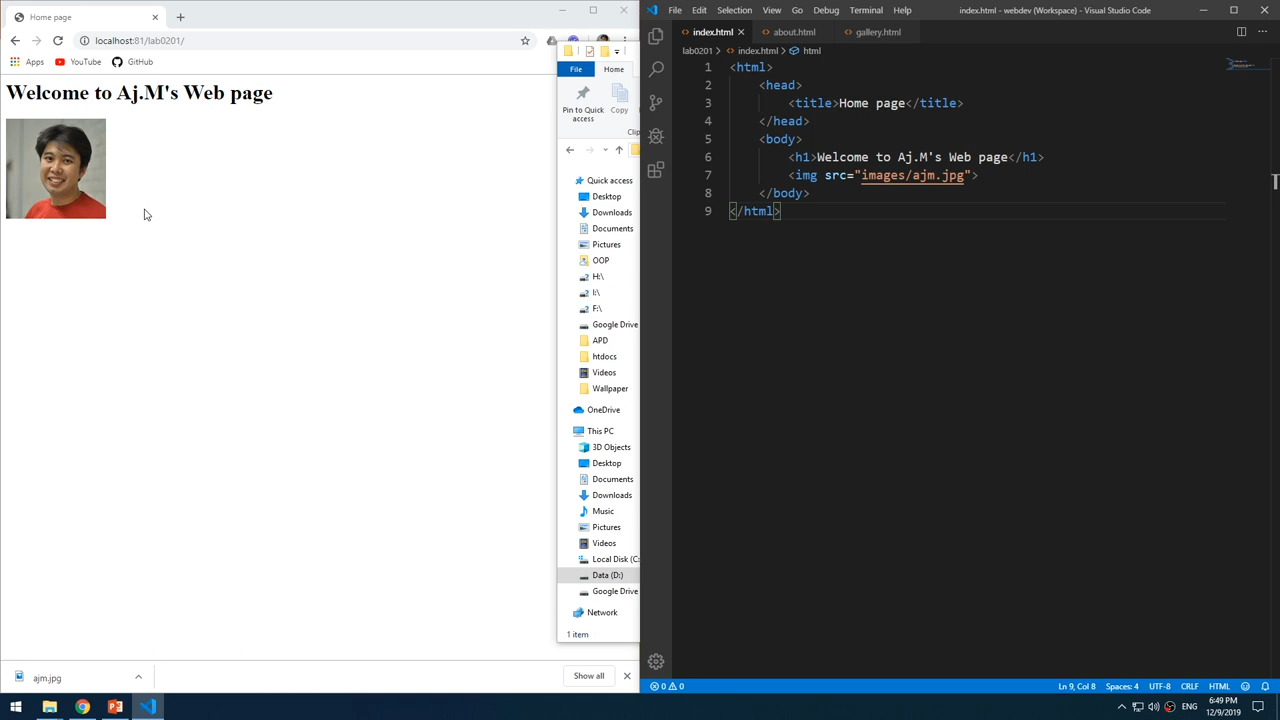 Home page
localhost:81/lab0201/
Apps YouTube GitHub
Welcome to Aj.M's Web page
ajm.jpg
Show all
File Home
Pin to Quick access
Copy
Quick access
Desktop
Downloads
Documents
Pictures
OOP
H:\
I:\
F:\
Google Drive
APD
htdocs
Videos
Wallpaper
OneDrive
This PC
3D Objects
Desktop
Documents
Downloads
Music
Pictures
Videos
Local Disk (C:
Data (D:)
Google Drive
Network
1 item
File Edit Selection View Go Debug Terminal Help
index.html - webdev (Workspace) - Visual Studio Code
index.html about.html gallery.html
lab0201 > index.html > html
1 <html>
2 <head>
3 <title>Home page</title>
4 </head>
5 <body>
6 <h1>Welcome to Aj.M's Web page</h1>
7 <img src="images/ajm.jpg">
8 </body>
9 </html>
0 0
Ln 9, Col 8 Spaces: 4 UTF-8 CRLF HTML
ENG
6:49 PM
12/9/2019